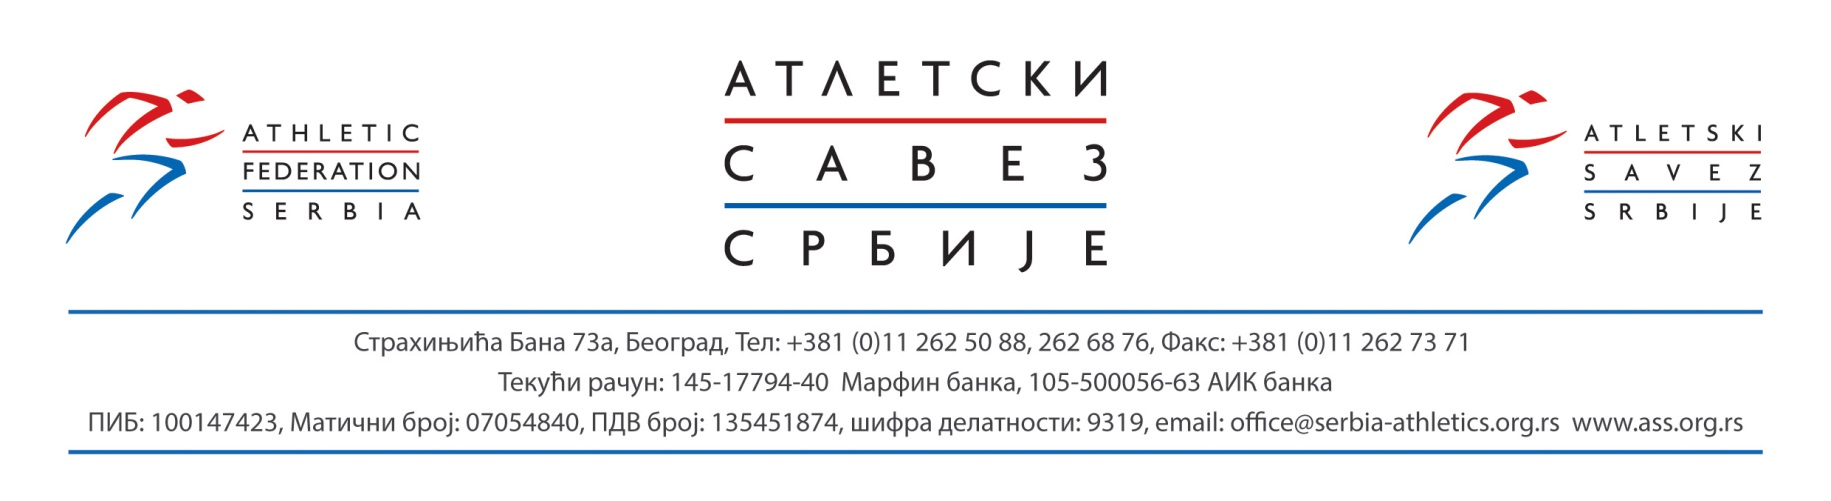 ATHLETIC
FEDERATION
SERBIA
АТЛЕТСКИ
САВЕЗ
СРБИЈЕ
ATLETSKI
SAVEZ
SRBIJE
Страхињића Бана 73а, Београд, Тел: +381 (0)11 262 50 88, 262 68 76, Факс: +381 (0)11 262 73 71
Текући рачун: 145-17794-40 Марфин банка, 105-500056-63 АИК банка
ПИБ: 100147423, Матични број: 07054840, ПДВ број: 135451874, шифра делатности: 9319, email: office@serbia-athletics.org.rs www.ass.org.rs